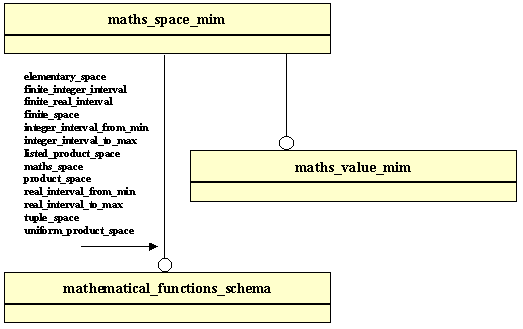 maths_space_mim
elementary_space
finite_integer_interval
finite_real_interval
finite_space
integer_interval_from_min
integer_interval_to_max
listed_product_space
maths_space
product_space
real_interval_from_min
real_interval_to_max
tuple_space
uniform_product_space
maths_value_mim
mathematical_functions_schema